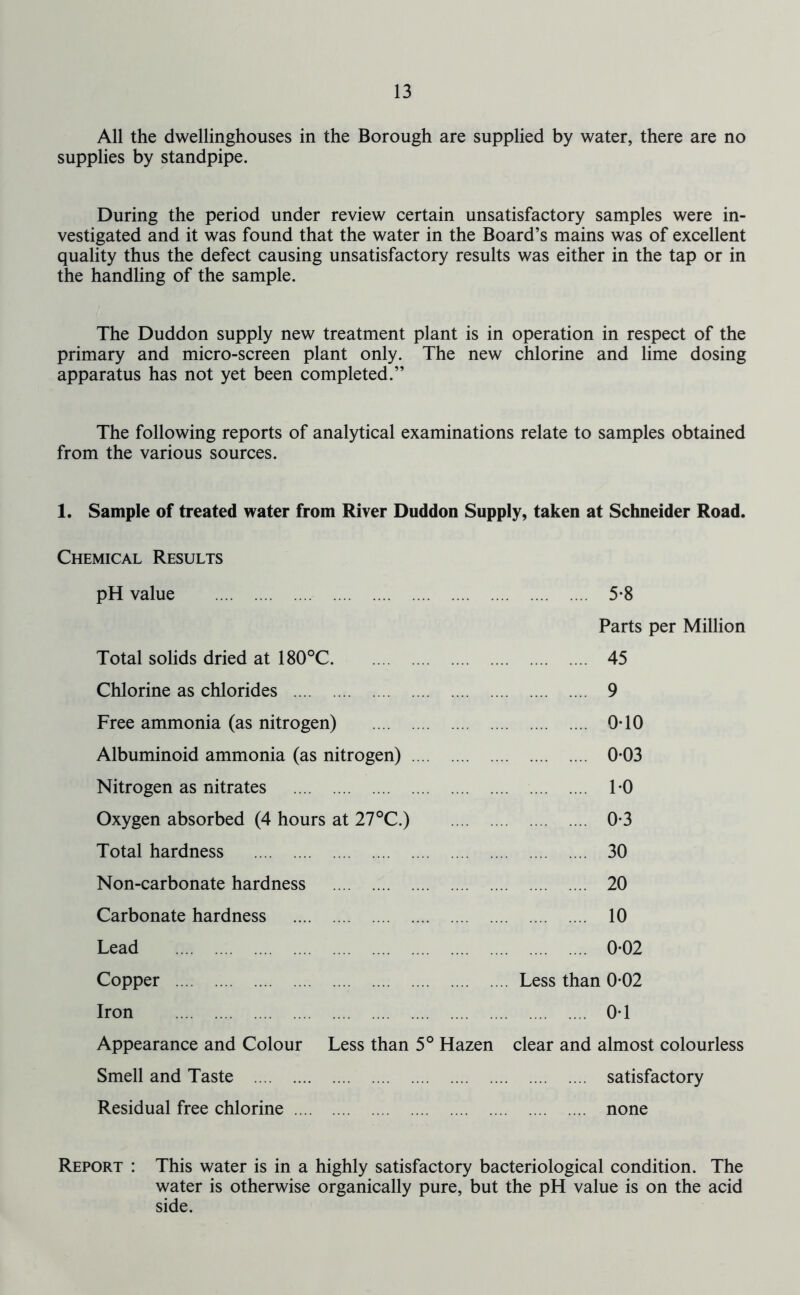 13
All the dwellinghouses in the Borough are supplied by water, there are no
supplies by standpipe.
During the period under review certain unsatisfactory samples were in-
vestigated and it was found that the water in the Board's mains was of excellent
quality thus the defect causing unsatisfactory results was either in the tap or in
the handling of the sample.
The Duddon supply new treatment plant is in operation in respect of the
primary and micro-screen plant only. The new chlorine and lime dosing
apparatus has not yet been completed.”
The following reports of analytical examinations relate to samples obtained
from the various sources.
1. Sample of treated water from River Duddon Supply, taken at Schneider Road.
Chemical Results
pH value .... .... .... .... .... .... .... .... .... .... 5·8
Parts per Million
Total solids dried at 180°C. .... .... .... .... .... .... 45
Chlorine as chlorides .... .... .... .... .... .... .... .... 9
Free ammonia (as nitrogen) .... .... .... .... .... .... 0·10
Albuminoid ammonia (as nitrogen) .... .... .... .... .... 0·03
Nitrogen as nitrates .... .... .... .... .... .... .... .... 1·0
Oxygen absorbed (4 hours at 27°C.) .... .... .... .... 0·3
Total hardness .... .... .... .... .... .... .... .... .... 30
Non-carbonate hardness .... .... .... .... .... .... .... 20
Carbonate hardness .... .... .... .... .... .... .... .... 10
Lead .... .... .... .... .... .... .... .... .... .... .... 0·02
Copper .... .... .... .... .... .... .... .... .... Less than 0·02
Iron .... .... .... .... .... .... .... .... .... .... .... 0·1
Appearance and Colour Less than 5° Hazen clear and almost colourless
Smell and Taste .... .... .... .... .... .... .... .... .... satisfactory
Residual free chlorine .... .... .... .... .... .... .... .... none
Report : This water is in a highly satisfactory bacteriological condition. The
water is otherwise organically pure, but the pH value is on the acid
side.